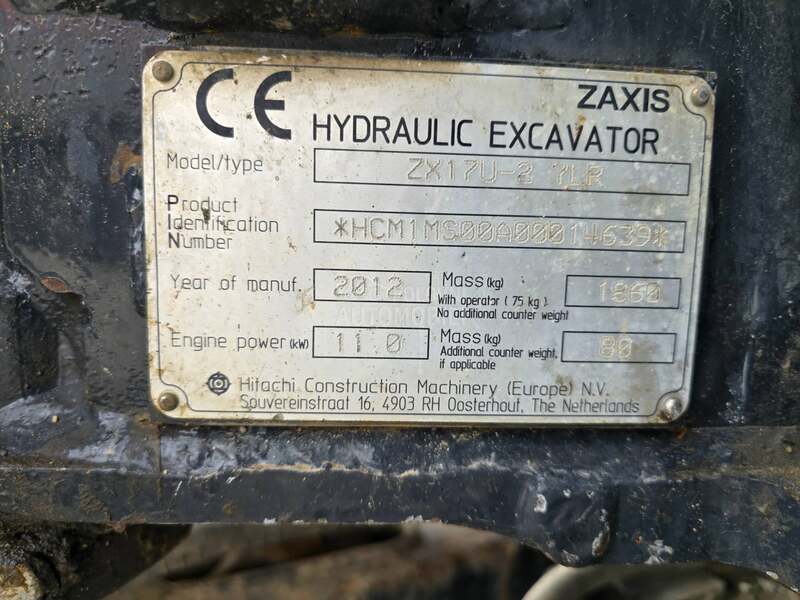 CE ZAXIS
HYDRAULIC EXCAVATOR
Model/type ZX17U-2 YLR
Product
Identification *HCM1MS00A00014639*
Number
Year of manuf. 2012 Mass (kg) 1860
With operator (75 kg)
No additional counter weight
Engine power (kW) 11.0 Mass (kg) 80
Additional counter weight,
if applicable
Hitachi Construction Machinery (Europe) N.V.
Souvereinstraat 16, 4903 RH Oosterhout, The Netherlands